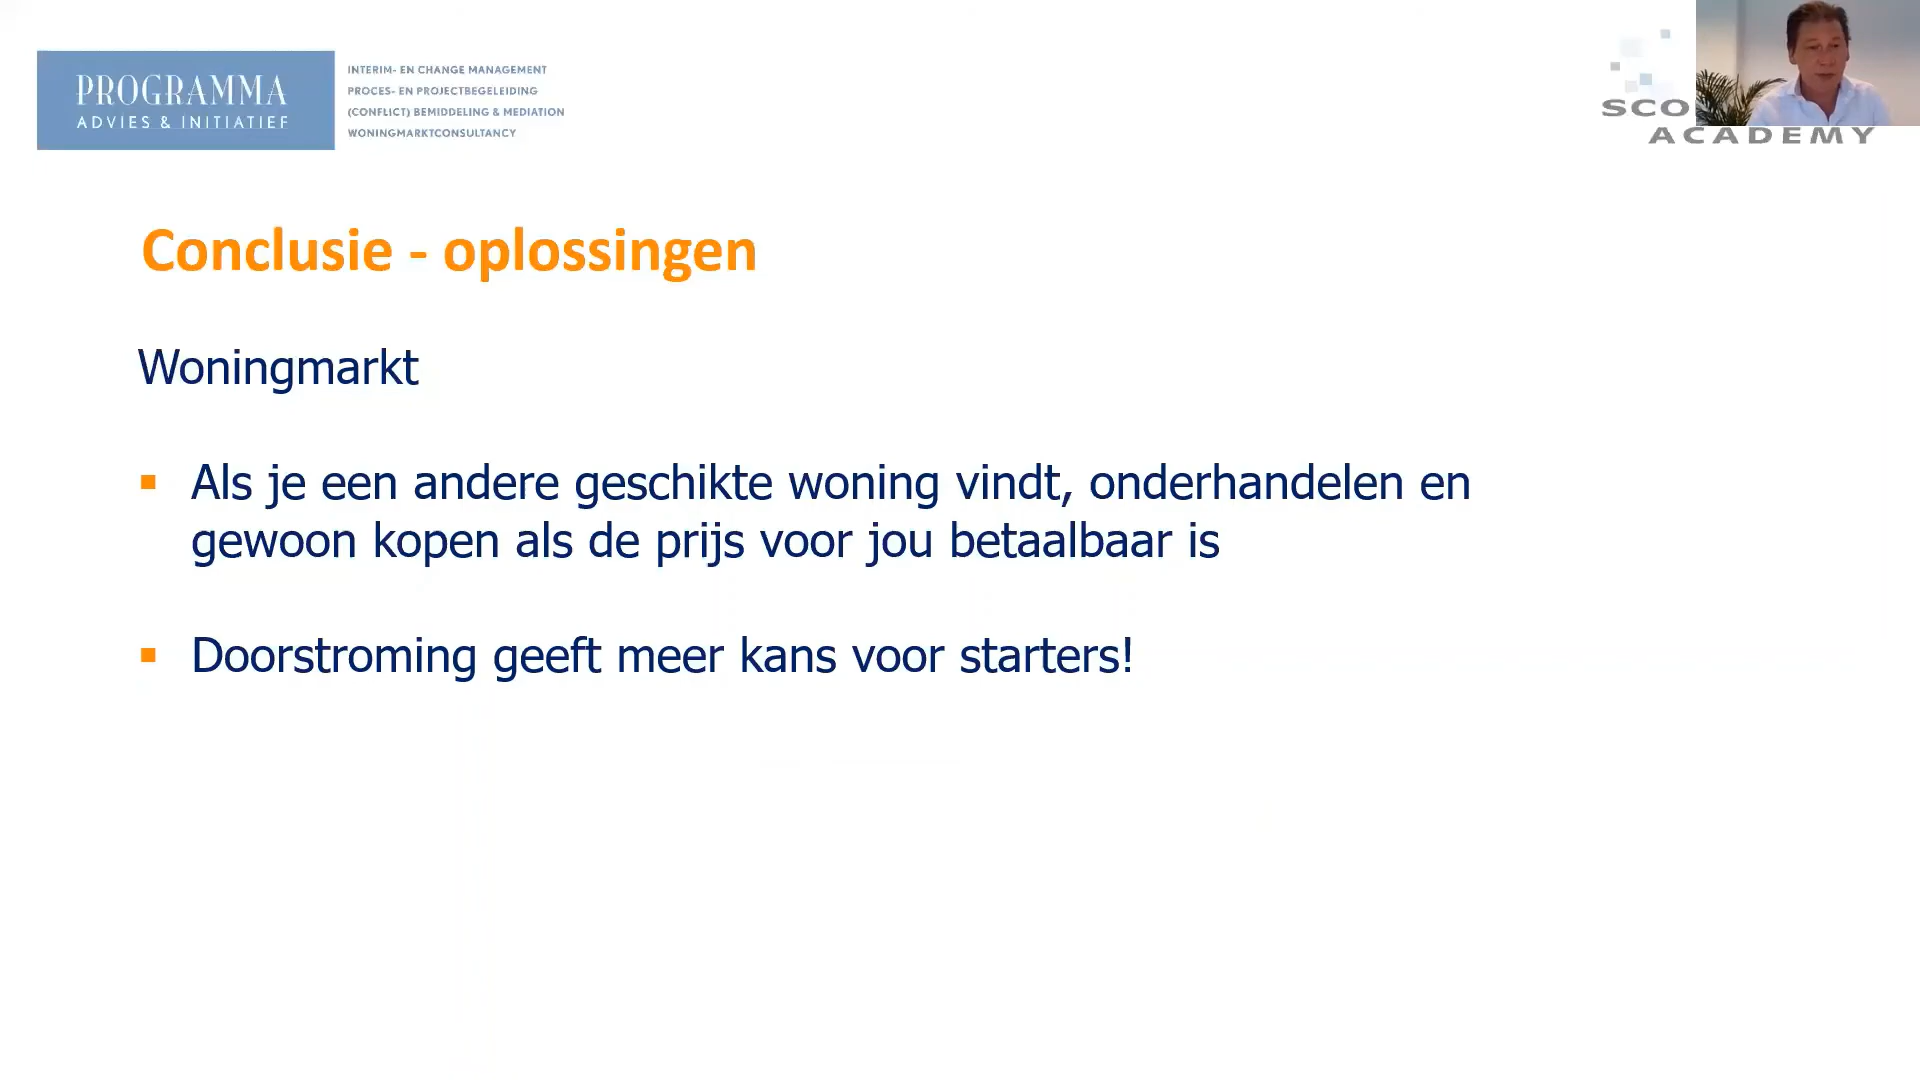 PROGRAMMA
ADVIES & INITIATIEF
INTERIM- EN CHANGE MANAGEMENT
PROCES- EN PROJECTBEGELEIDING
(CONFLICT) BEMIDDELING & MEDIATION
WONINGMARKTCONSULTANCY
ACADEMY
Conclusie - oplossingen
Woningmarkt
▪ Als je een andere geschikte woning vindt, onderhandelen en
gewoon kopen als de prijs voor jou betaalbaar is
▪ Doorstroming geeft meer kans voor starters!